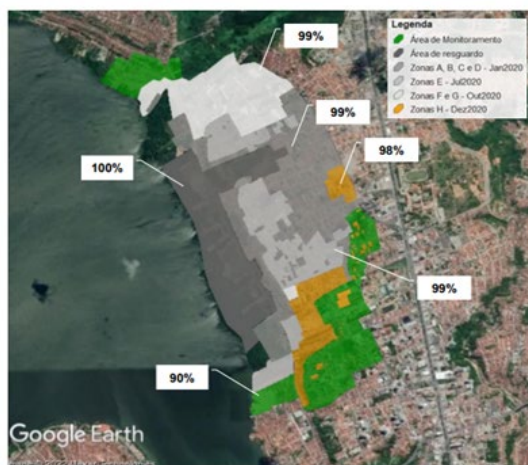 Legenda
Área de Monitoramento
Área de resguardo
Zonas A, B, C e D - Jan2020
Zonas E - Jul2020
Zonas F e G - Out2020
Zonas H - Dez2020
99%
99%
98%
100%
99%
90%
Google Earth